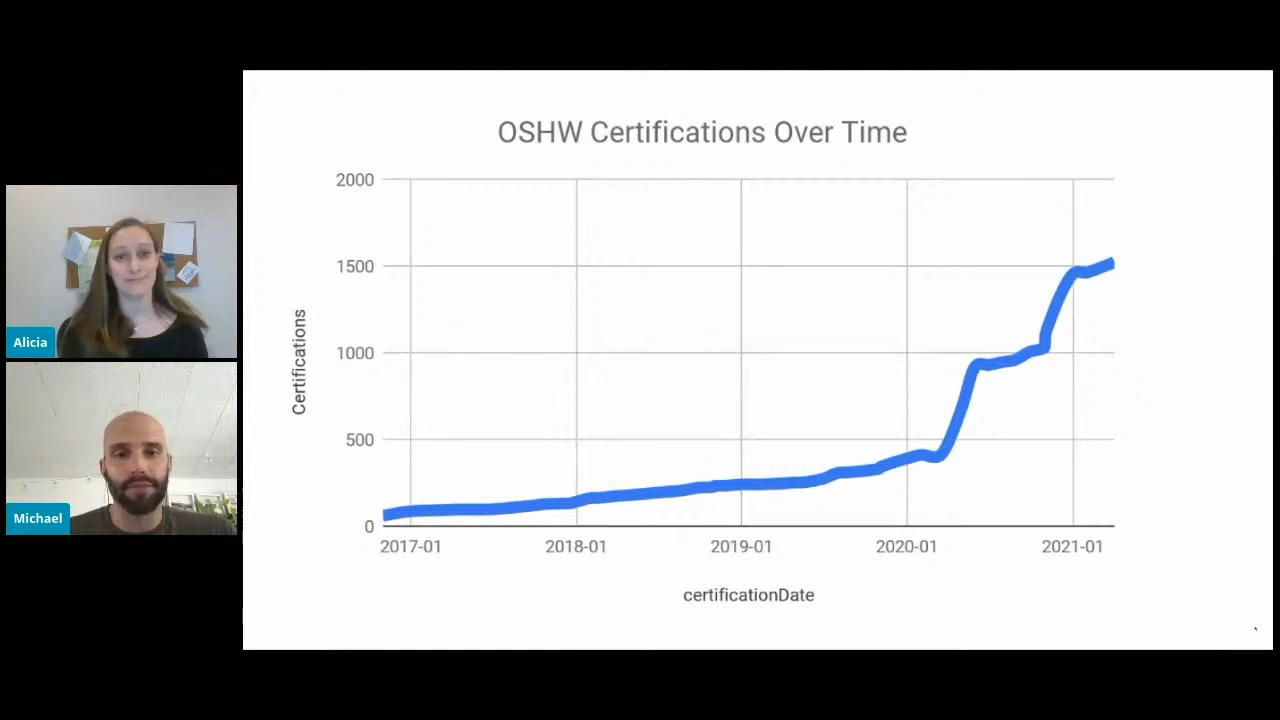 OSHW Certifications Over Time
2000
1500
1000
500
0
Certifications
2017-01
2018-01
2019-01
2020-01
2021-01
certificationDate
Alicia
Michael